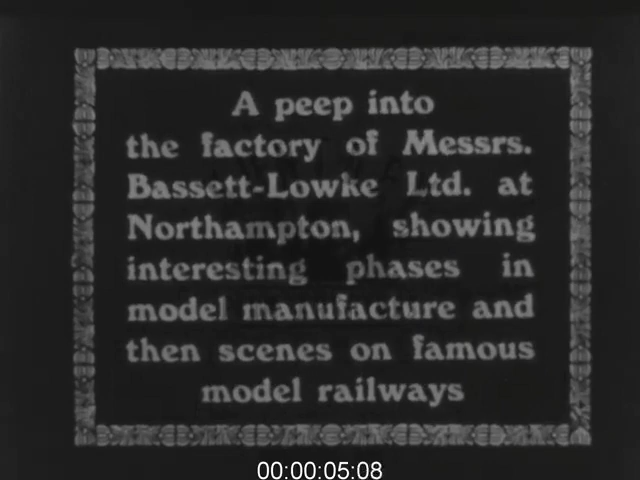 A peep into
the factory of Messrs.
Bassett-Lowke Ltd. at
Northampton, showing
interesting phases in
model manufacture and
then scenes on famous
model railways
00:00:05:08